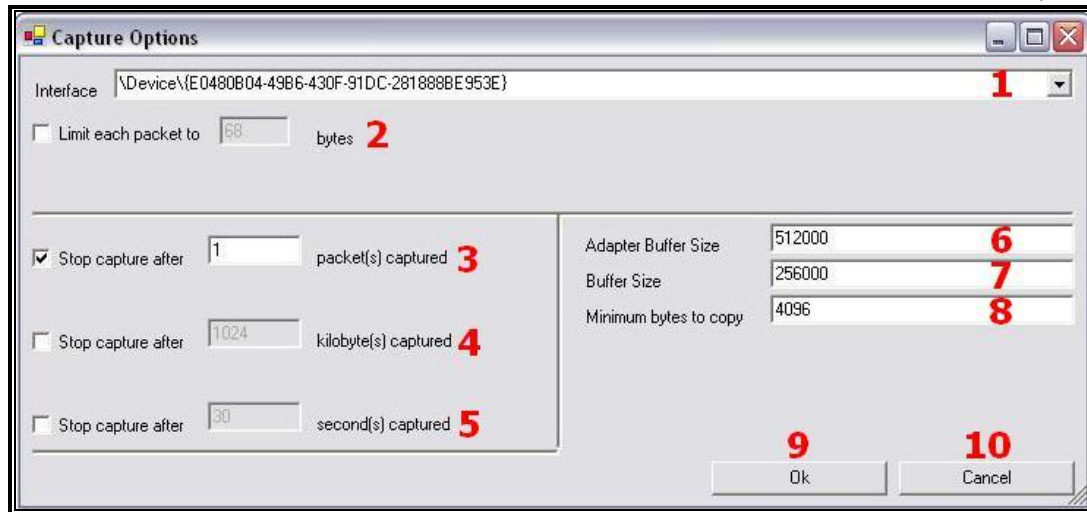 Capture Options
Interface \Device\{E0480B04-49B6-430F-91DC-281888BE953E} 1
Limit each packet to 68 bytes 2
Stop capture after 1 packet(s) captured 3
Stop capture after 1024 kilobyte(s) captured 4
Stop capture after 30 second(s) captured 5
Adapter Buffer Size 512000 6
Buffer Size 256000 7
Minimum bytes to copy 4096 8
9 10
Ok Cancel